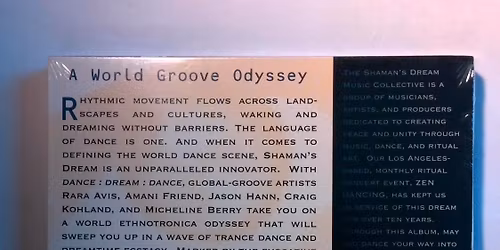 A World Groove Odyssey
RHYTHMIC MOVEMENT FLOWS ACROSS LAND-
SCAPES AND CULTURES, WAKING AND
DREAMING WITHOUT BARRIERS. THE LANGUAGE
OF DANCE IS ONE. AND WHEN IT COMES TO
DEFINING THE WORLD DANCE SCENE, SHAMAN'S
DREAM IS AN UNPARALLELED INNOVATOR. WITH
DANCE : DREAM : DANCE, GLOBAL-GROOVE ARTISTS
RARA AVIS, AMANI FRIEND, JASON HANN, CRAIG
KOHLAND, AND MICHELINE BERRY TAKE YOU ON
A WORLD ETHNOTRONICA ODYSSEY THAT WILL
SWEEP YOU UP IN A WAVE OF TRANCE DANCE AND
THE SHAMAN'S DREAM
MUSIC COLLECTIVE IS A
GROUP OF MUSICIANS,
ARTISTS, AND PRODUCERS
DEDICATED TO CREATING
PEACE AND UNITY THROUGH
MUSIC, DANCE, AND RITUAL
OUR LOS ANGELES-
BASED, MONTHLY RITUAL
CONCERT EVENT, ZEN
DANCING, HAS KEPT US
IN SERVICE OF THIS DREAM
FOR OVER TEN YEARS.
THROUGH THIS ALBUM, MAY
WE DANCE YOUR WAY INTO